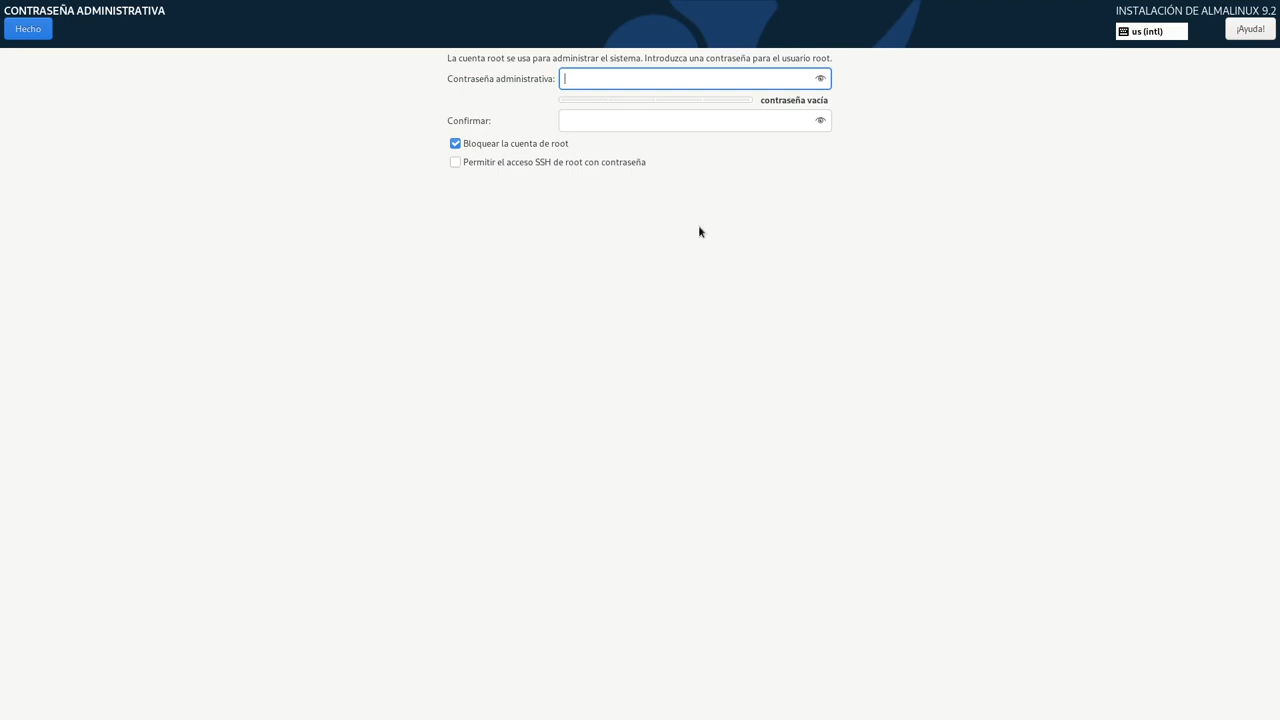 CONTRASEÑA ADMINISTRATIVA
INSTALACIÓN DE ALMALINUX 9.2
Hecho
us (intl)
¡Ayuda!
La cuenta root se usa para administrar el sistema. Introduzca una contraseña para el usuario root.
Contraseña administrativa:
contraseña vacía
Confirmar:
Bloquear la cuenta de root
Permitir el acceso SSH de root con contraseña